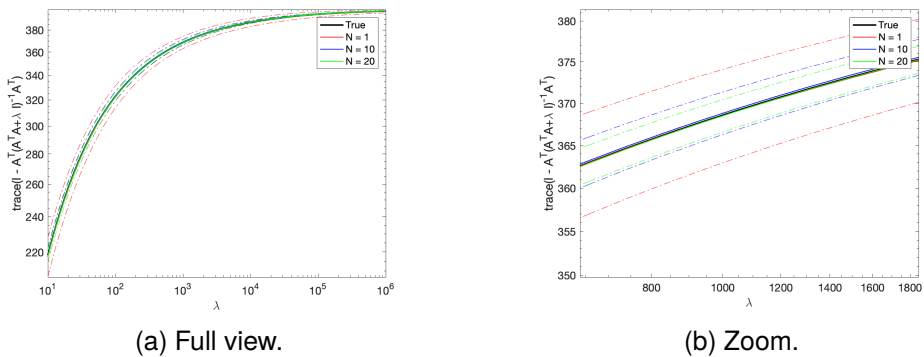 380
360
340
320
300
280
260
240
220
trace(I - A^T(A^TA+λ I)^-1A^T)
10^1
10^2
10^3
10^4
10^5
10^6
λ
True
N = 1
N = 10
N = 20
(a) Full view.
380
375
370
365
360
355
350
trace(I - A^T(A^TA+λ I)^-1A^T)
800
1000
1200
1400
1600
1800
λ
True
N = 1
N = 10
N = 20
(b) Zoom.